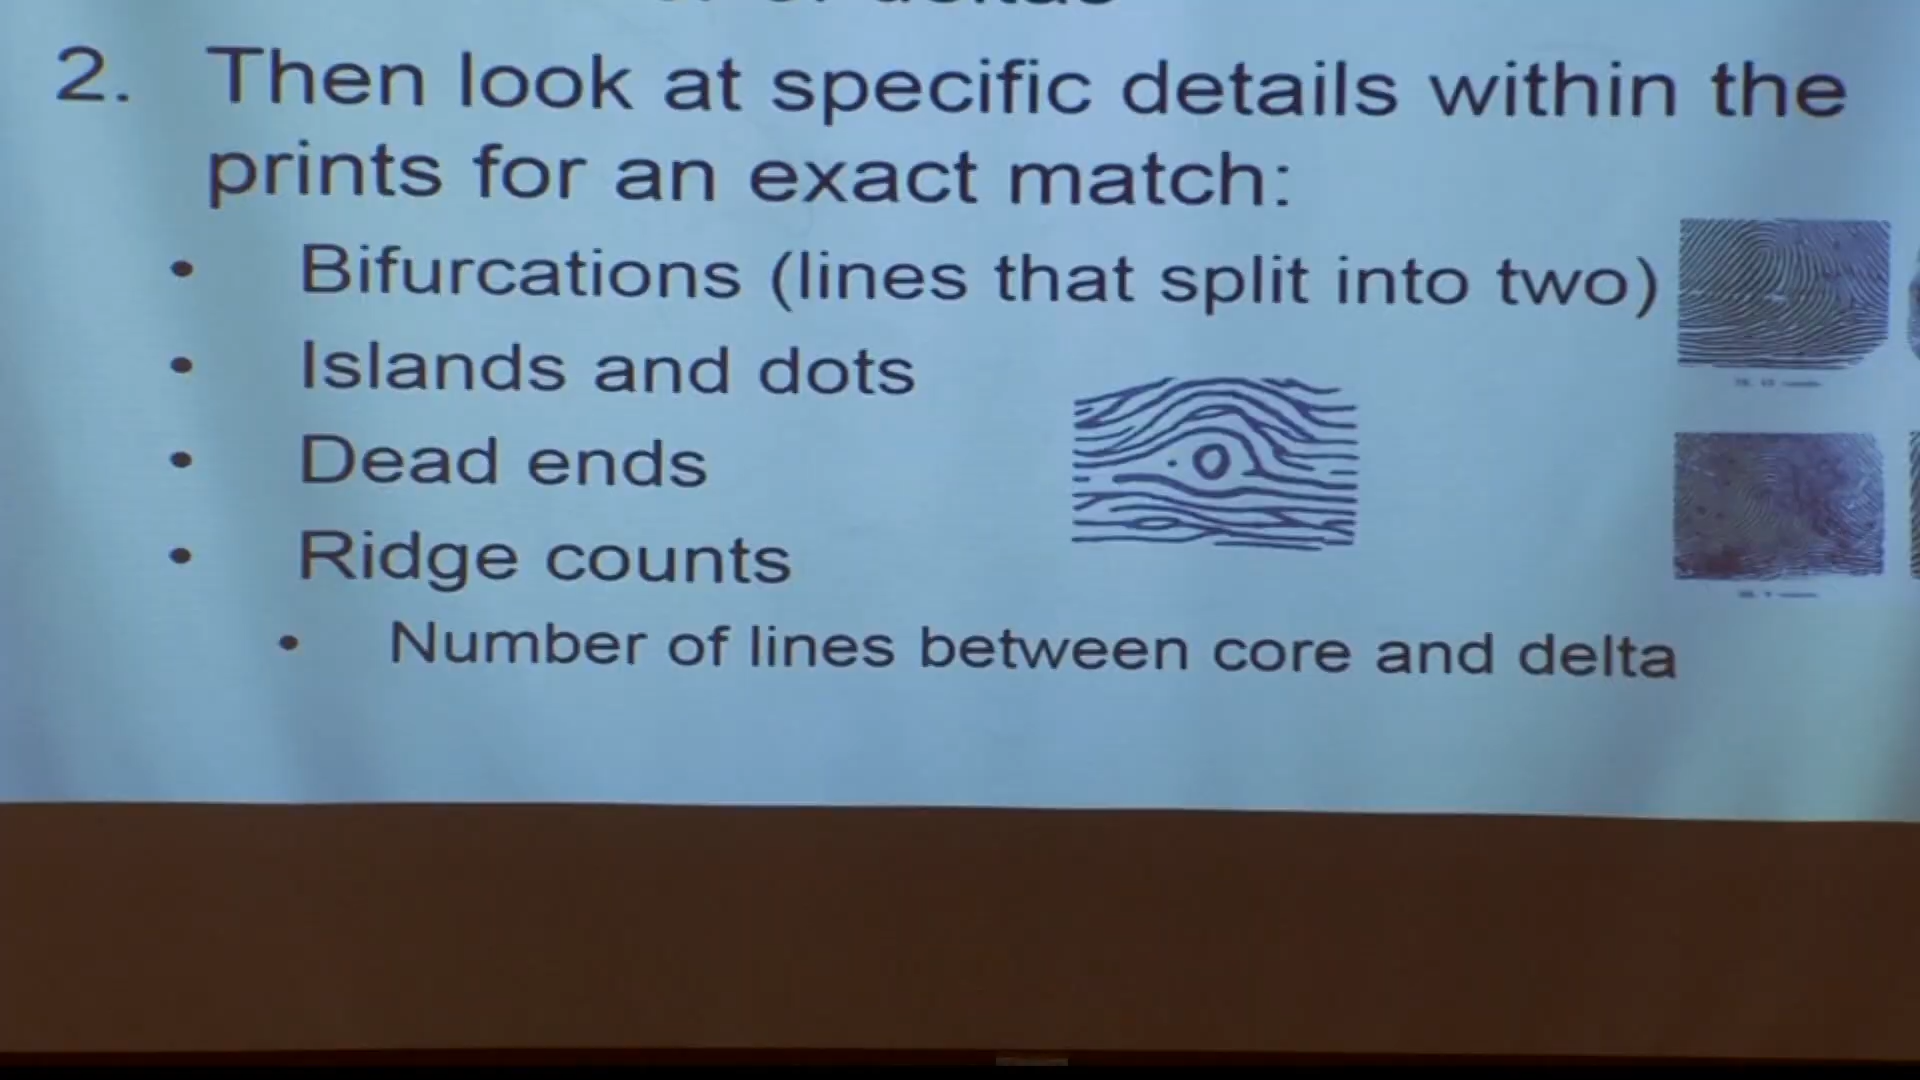 2. Then look at specific details within the
prints for an exact match:
• Bifurcations (lines that split into two)
• Islands and dots
• Dead ends
• Ridge counts
• Number of lines between core and delta